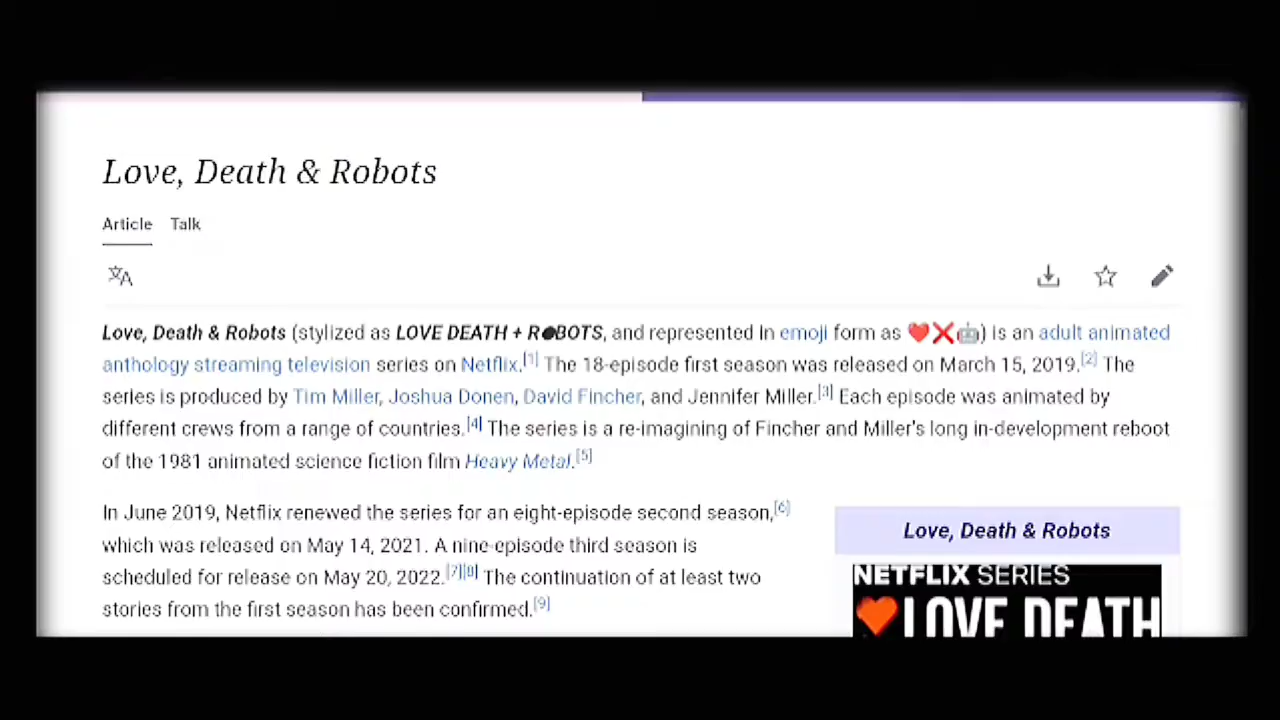 Love, Death & Robots
Article Talk
Love, Death & Robots (stylized as LOVE DEATH + R●BOTS, and represented in emoji form as ❤️❌🤖) is an adult animated
anthology streaming television series on Netflix.[1] The 18-episode first season was released on March 15, 2019.[2] The
series is produced by Tim Miller, Joshua Donen, David Fincher, and Jennifer Miller.[3] Each episode was animated by
different crews from a range of countries.[4] The series is a re-imagining of Fincher and Miller's long in-development reboot
of the 1981 animated science fiction film Heavy Metal.[5]
In June 2019, Netflix renewed the series for an eight-episode second season,[6]
which was released on May 14, 2021. A nine-episode third season is
scheduled for release on May 20, 2022.[7][8] The continuation of at least two
stories from the first season has been confirmed.[9]
Love, Death & Robots
NETFLIX SERIES
LOVE DEATH